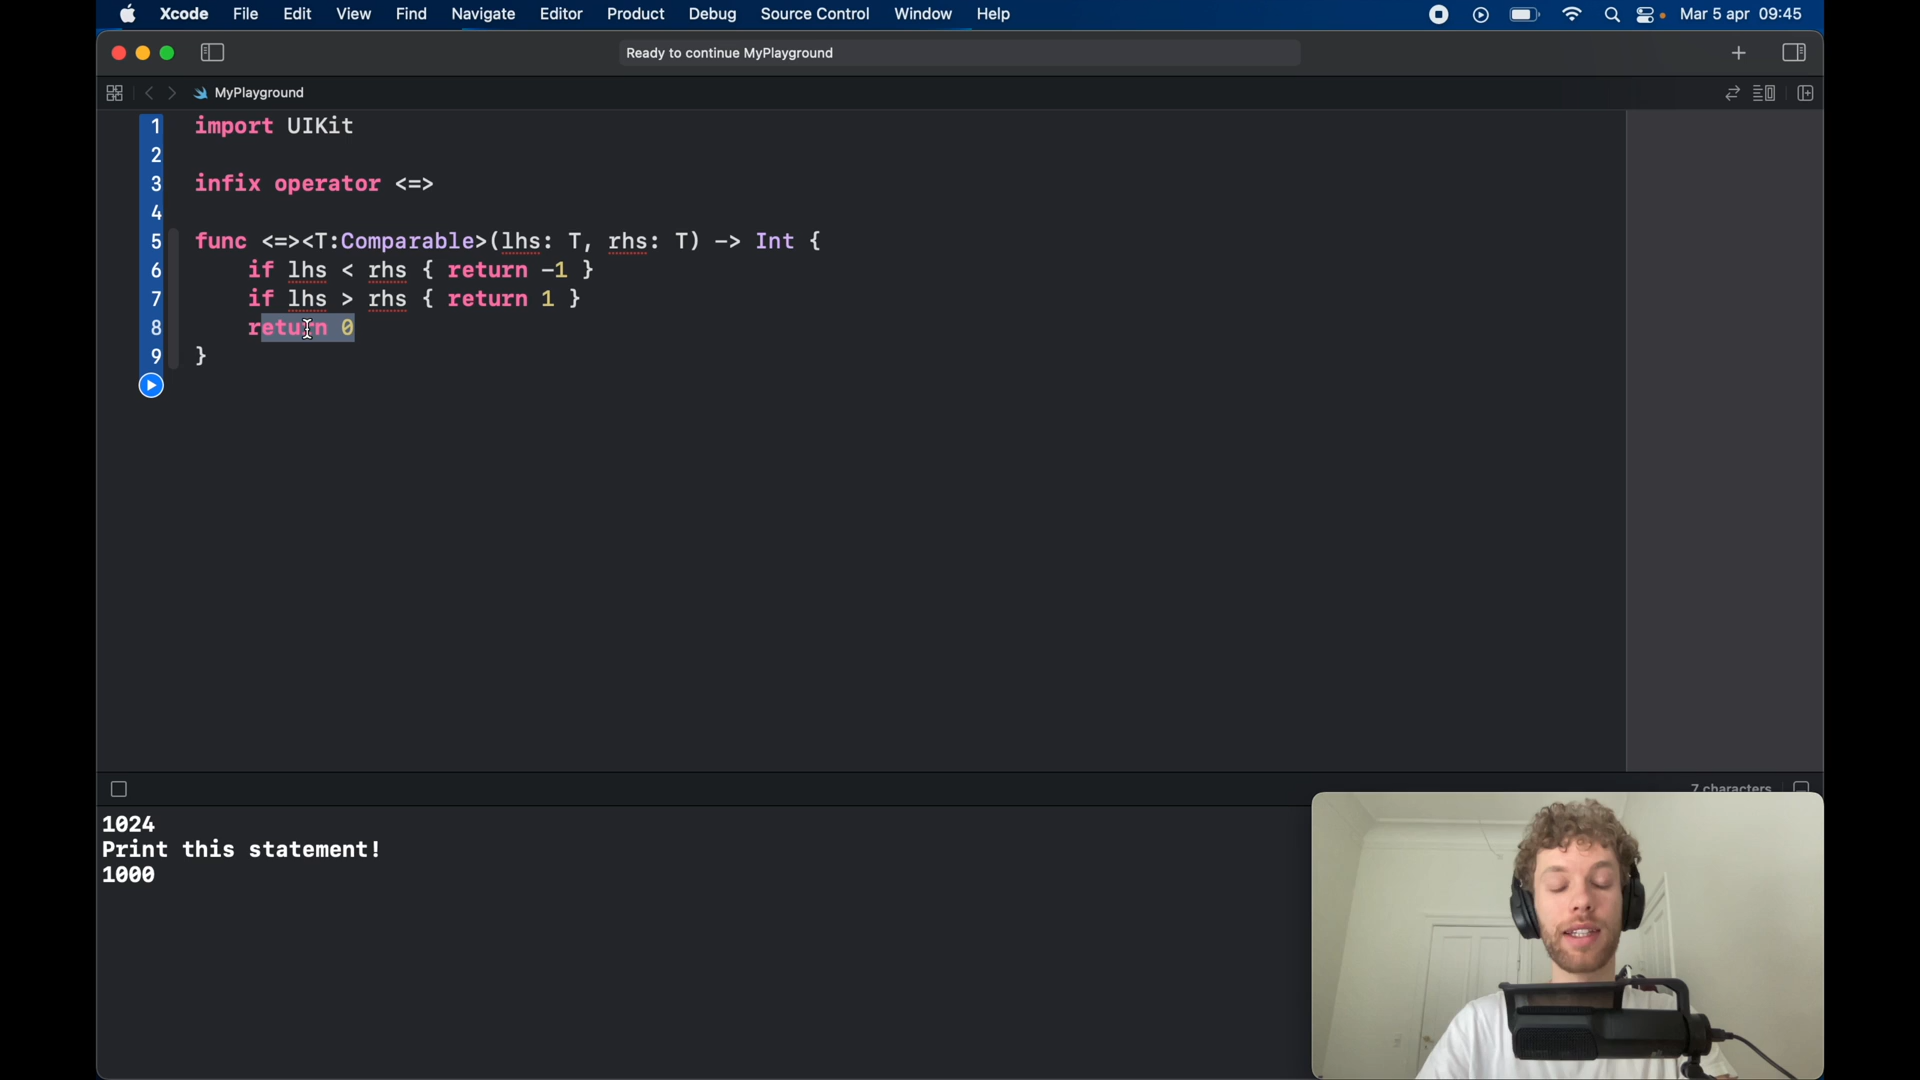 Xcode File Edit View Find Navigate Editor Product Debug Source Control Window Help Mar 5 apr 09:45
Ready to continue MyPlayground
MyPlayground
1 import UIKit
2
3 infix operator <=>
4
5 func <=><T:Comparable>(lhs: T, rhs: T) -> Int {
6 if lhs < rhs { return -1 }
7 if lhs > rhs { return 1 }
8 return 0
9 }
7 characters
1024
Print this statement!
1000